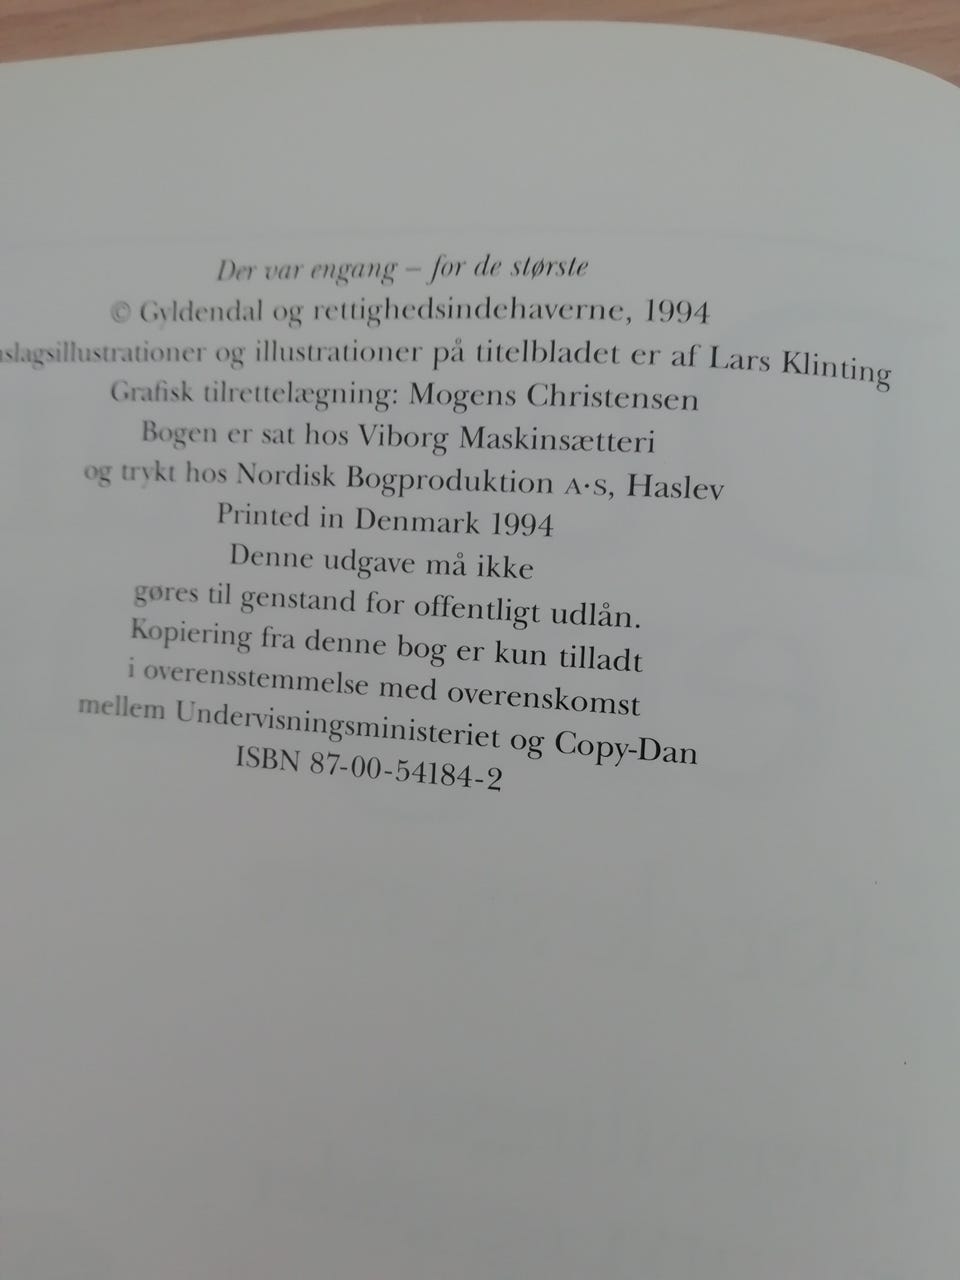 Der var engang – for de største
© Gyldendal og rettighedsindehaverne, 1994
og illustrationer på titelbladet er af Lars Klinting
Grafisk tilrettelægning: Mogens Christensen
Bogen er sat hos Viborg Maskinsætteri
og trykt hos Nordisk Bogproduktion A·S, Haslev
Printed in Denmark 1994
Denne udgave må ikke
gøres til genstand for offentligt udlån.
Kopiering fra denne bog er kun tilladt
i overensstemmelse med overenskomst
mellem Undervisningsministeriet og Copy-Dan
ISBN 87-00-54184-2